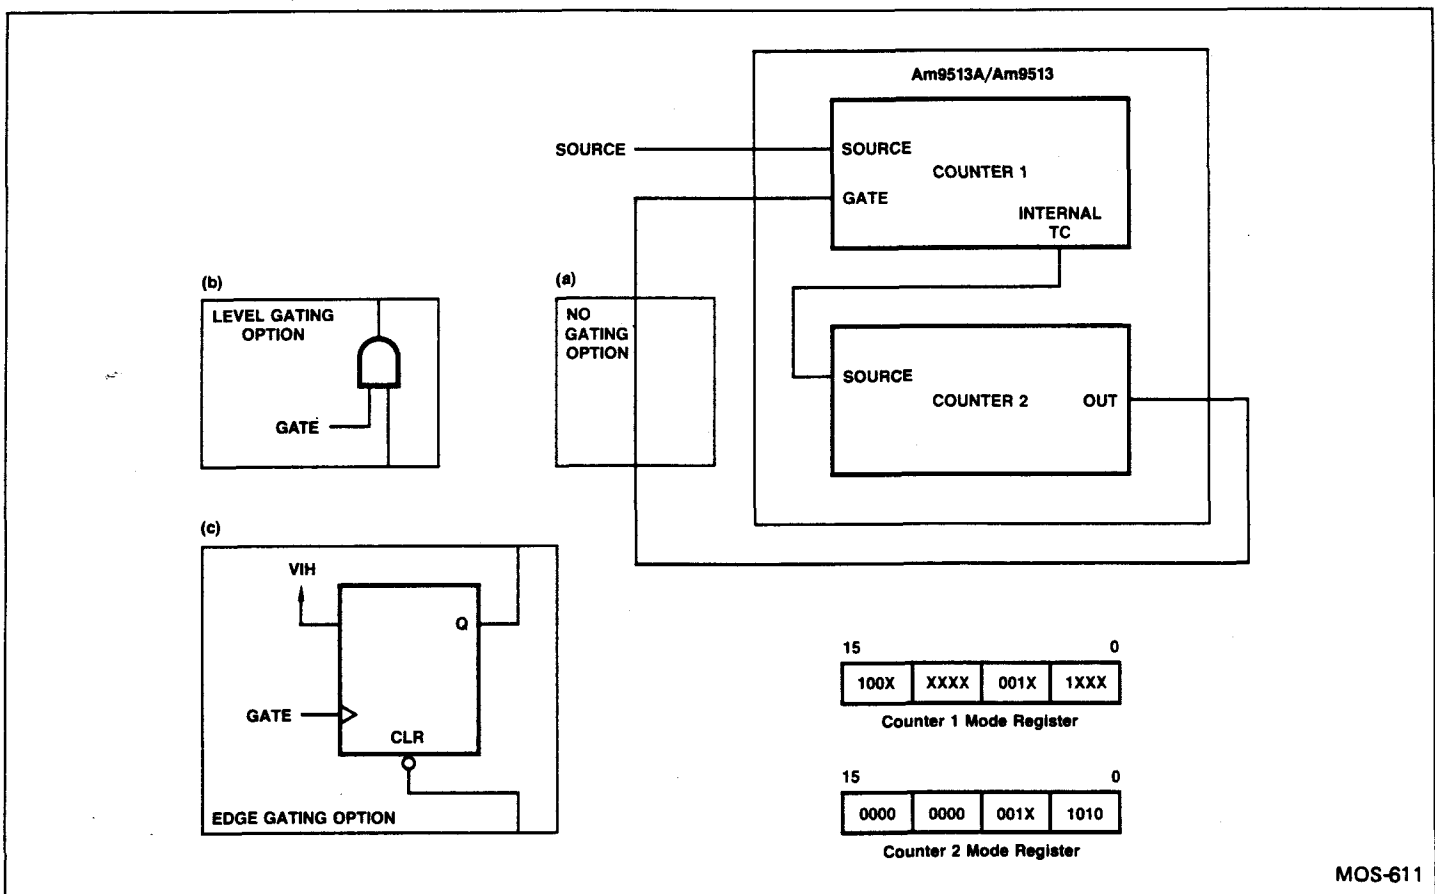 Am9513A/Am9513
SOURCE
SOURCE
COUNTER 1
GATE
INTERNAL
TC
(b)
LEVEL GATING
OPTION
GATE
(a)
NO
GATING
OPTION
SOURCE
COUNTER 2
OUT
(c)
VIH
Q
GATE
CLR
EDGE GATING OPTION
15 0
100X XXXX 001X 1XXX
Counter 1 Mode Register
15 0
0000 0000 001X 1010
Counter 2 Mode Register
MOS-611